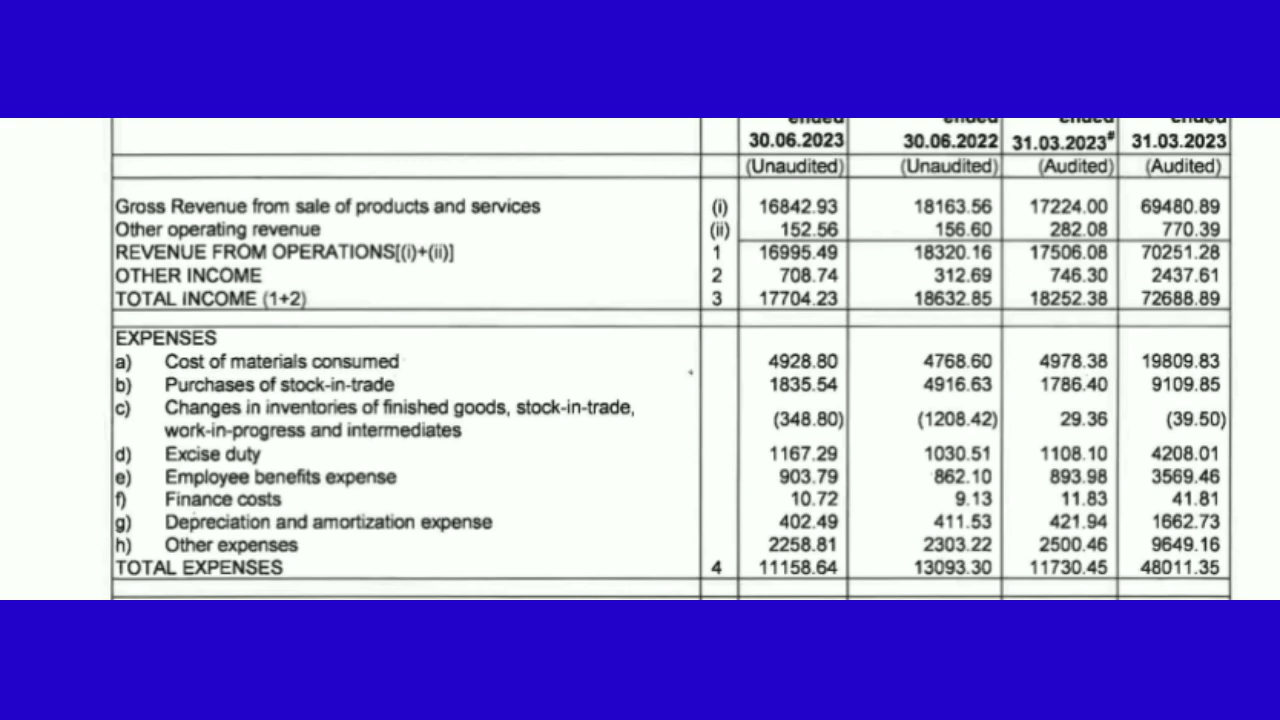 ended ended ended ended
30.06.2023 30.06.2022 31.03.2023# 31.03.2023
(Unaudited) (Unaudited) (Audited) (Audited)
Gross Revenue from sale of products and services (i) 16842.93 18163.56 17224.00 69480.89
Other operating revenue (ii) 152.56 156.60 282.08 770.39
REVENUE FROM OPERATIONS[(i)+(ii)] 1 16995.49 18320.16 17506.08 70251.28
OTHER INCOME 2 708.74 312.69 746.30 2437.61
TOTAL INCOME (1+2) 3 17704.23 18632.85 18252.38 72688.89
EXPENSES
a) Cost of materials consumed 4928.80 4768.60 4978.38 19809.83
b) Purchases of stock-in-trade 1835.54 4916.63 1786.40 9109.85
c) Changes in inventories of finished goods, stock-in-trade,
work-in-progress and intermediates (348.80) (1208.42) 29.36 (39.50)
d) Excise duty 1167.29 1030.51 1108.10 4208.01
e) Employee benefits expense 903.79 862.10 893.98 3569.46
f) Finance costs 10.72 9.13 11.83 41.81
g) Depreciation and amortization expense 402.49 411.53 421.94 1662.73
h) Other expenses 2258.81 2303.22 2500.46 9649.16
TOTAL EXPENSES 4 11158.64 13093.30 11730.45 48011.35